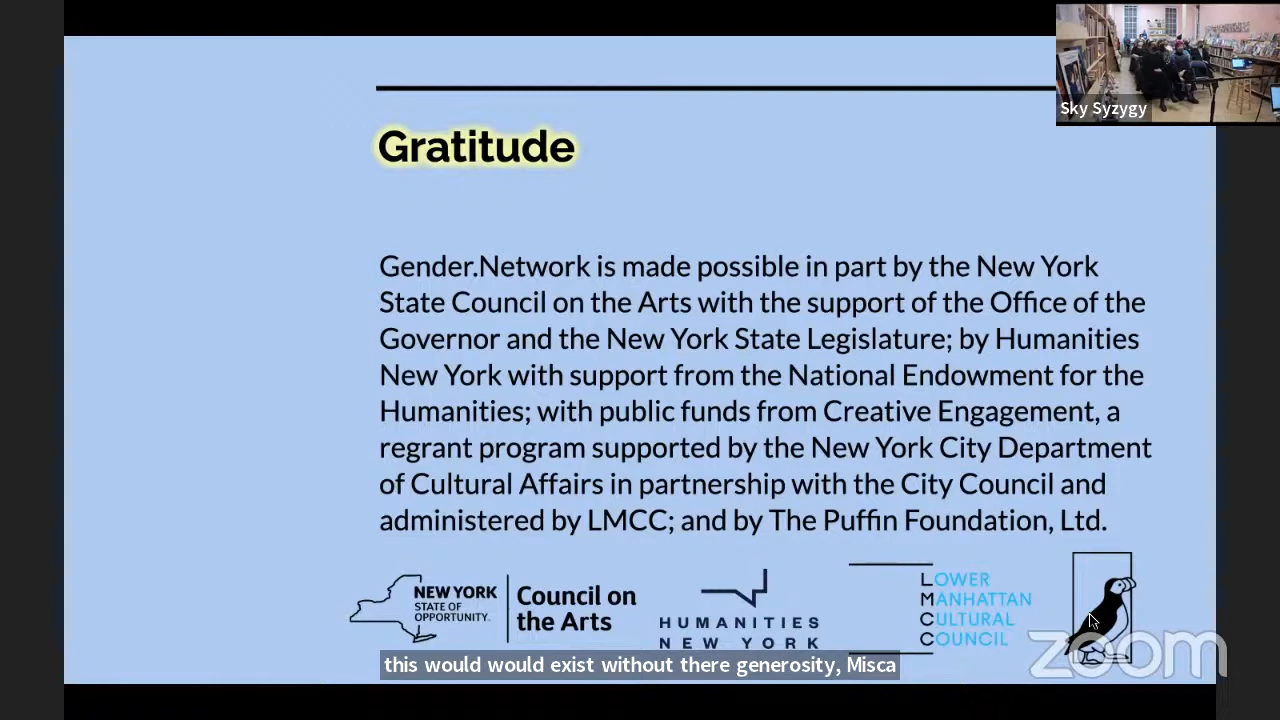 Sky Syzygy
Gratitude
Gender.Network is made possible in part by the New York
State Council on the Arts with the support of the Office of the
Governor and the New York State Legislature; by Humanities
New York with support from the National Endowment for the
Humanities; with public funds from Creative Engagement, a
regrant program supported by the New York City Department
of Cultural Affairs in partnership with the City Council and
administered by LMCC; and by The Puffin Foundation, Ltd.
NEW YORK
STATE OF
OPPORTUNITY.
Council on
the Arts
HUMANITIES
NEW YORK
LOWER
MANHATTAN
CULTURAL
COUNCIL
zoom
this would would exist without there generosity, Misca